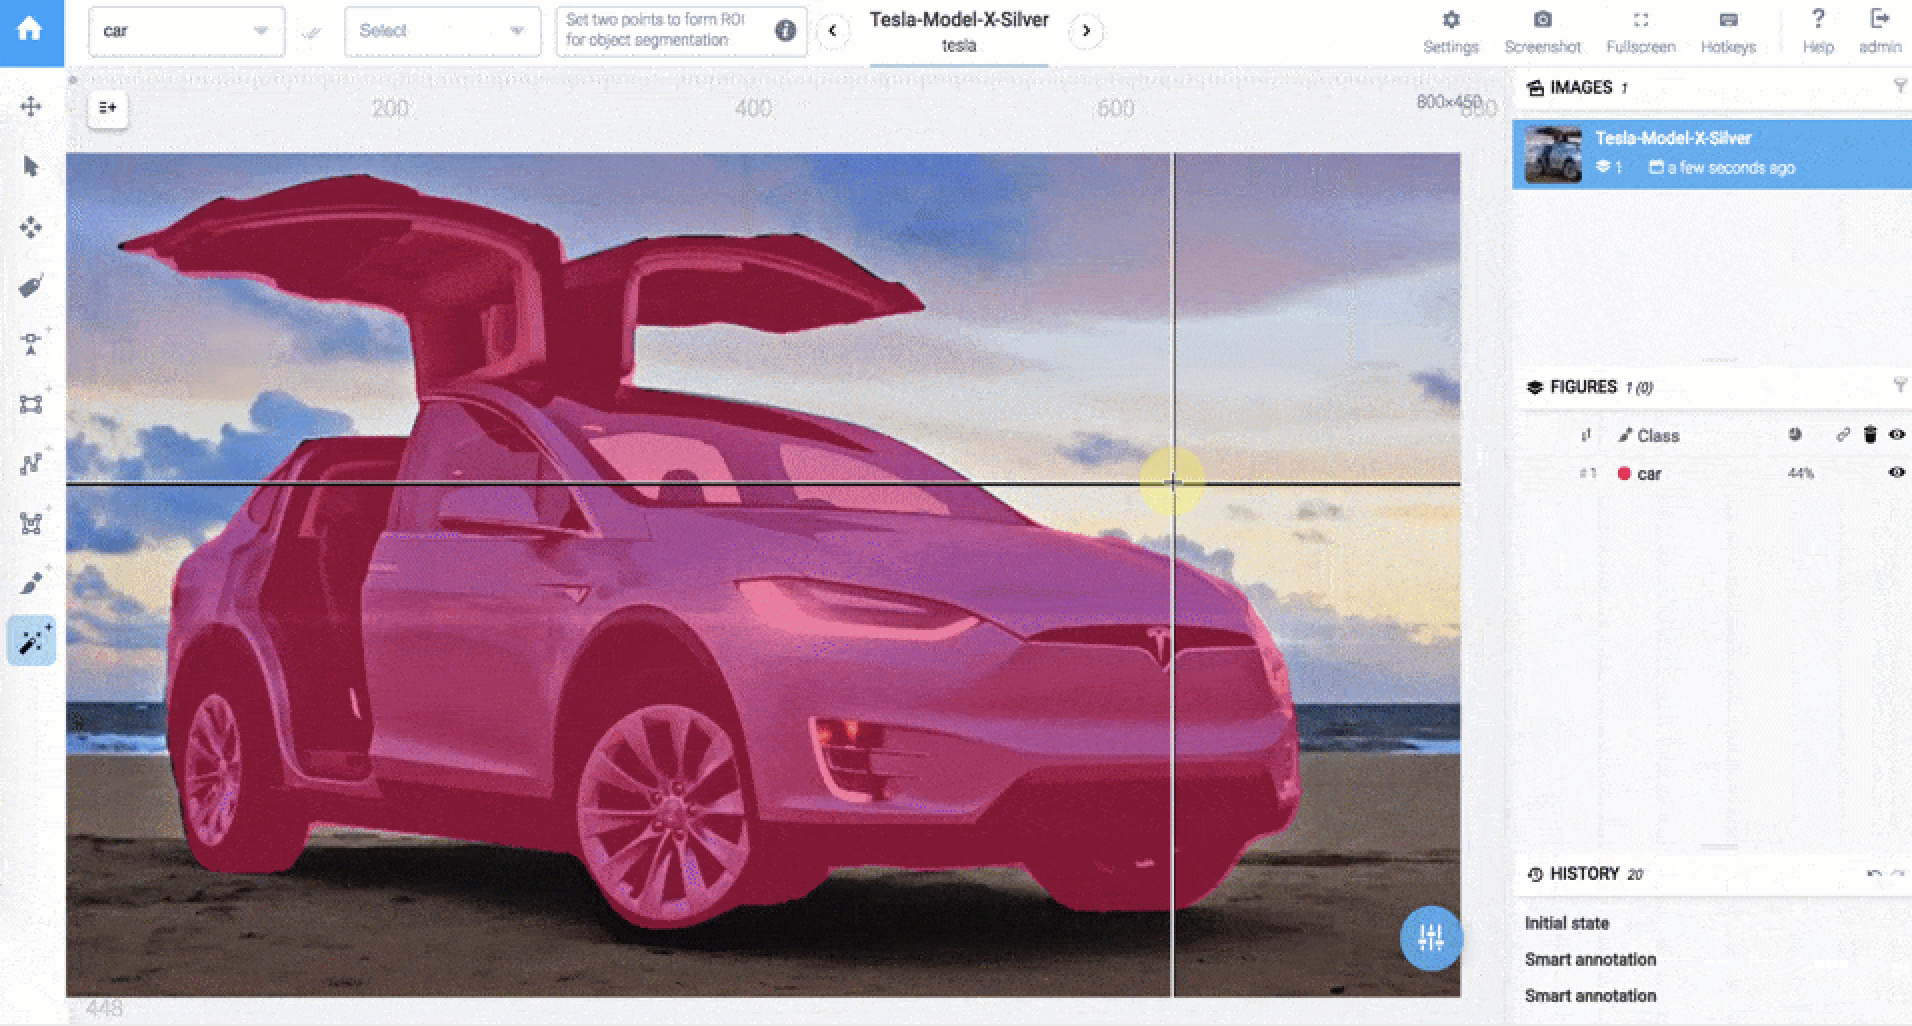 car
Select
Set two points to form ROI
for object segmentation
Tesla-Model-X-Silver
tesla
Settings
Screenshot
Fullscreen
Hotkeys
Help
admin
200
400
600
800×450
800
448
IMAGES 1
Tesla-Model-X-Silver
1 a few seconds ago
FIGURES 1 (0)
Class
#1 car 44%
HISTORY 20
Initial state
Smart annotation
Smart annotation